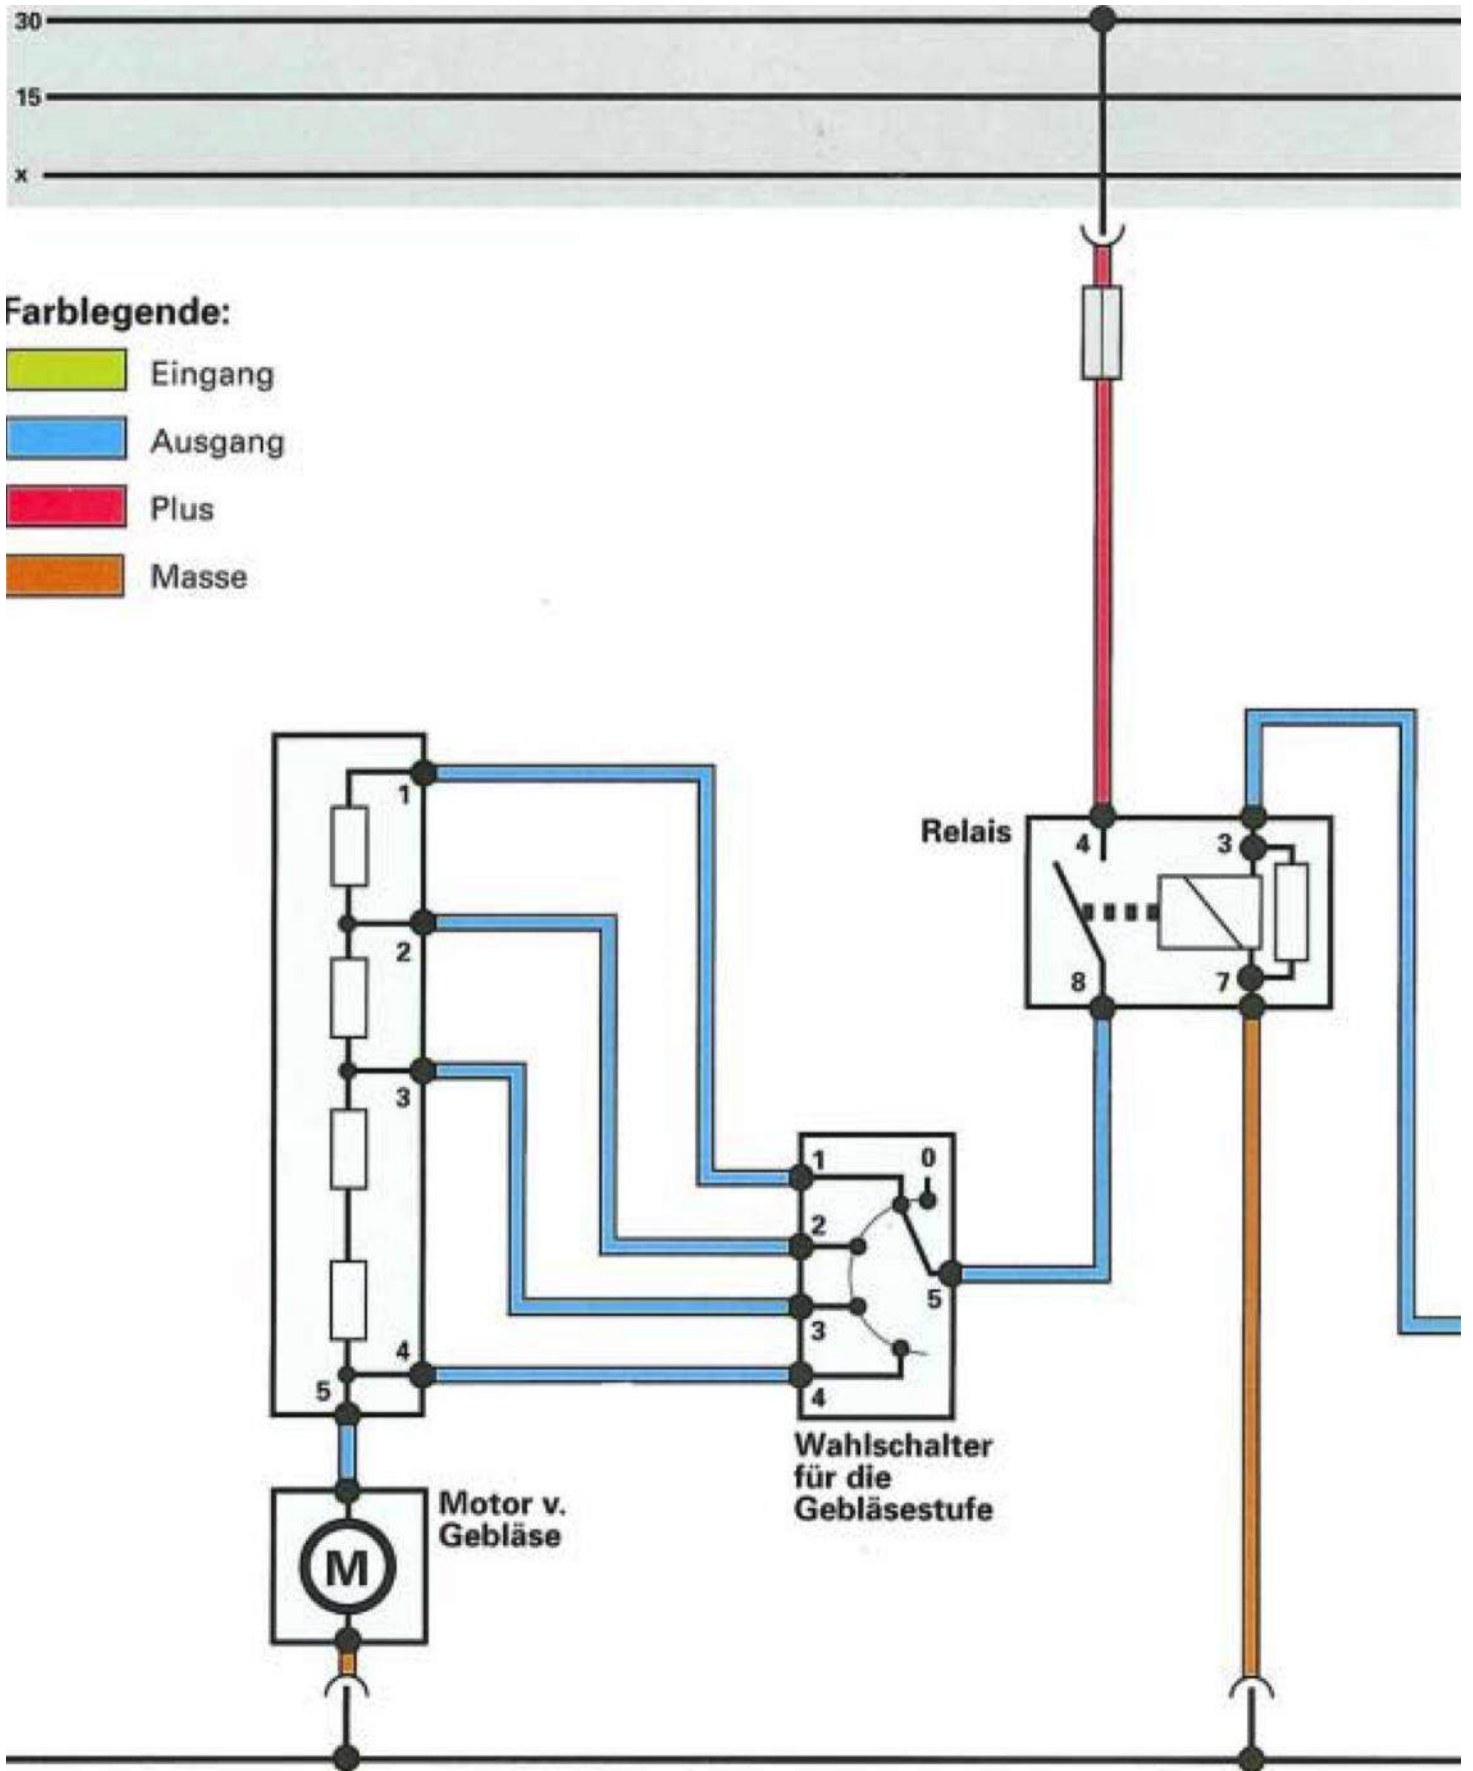 30
15
x
Farblegende:
Eingang
Ausgang
Plus
Masse
Relais
4
3
8
7
1
2
3
4
5
1
0
2
3
5
4
Wahlschalter
für die
Gebläsestufe
Motor v.
Gebläse
M